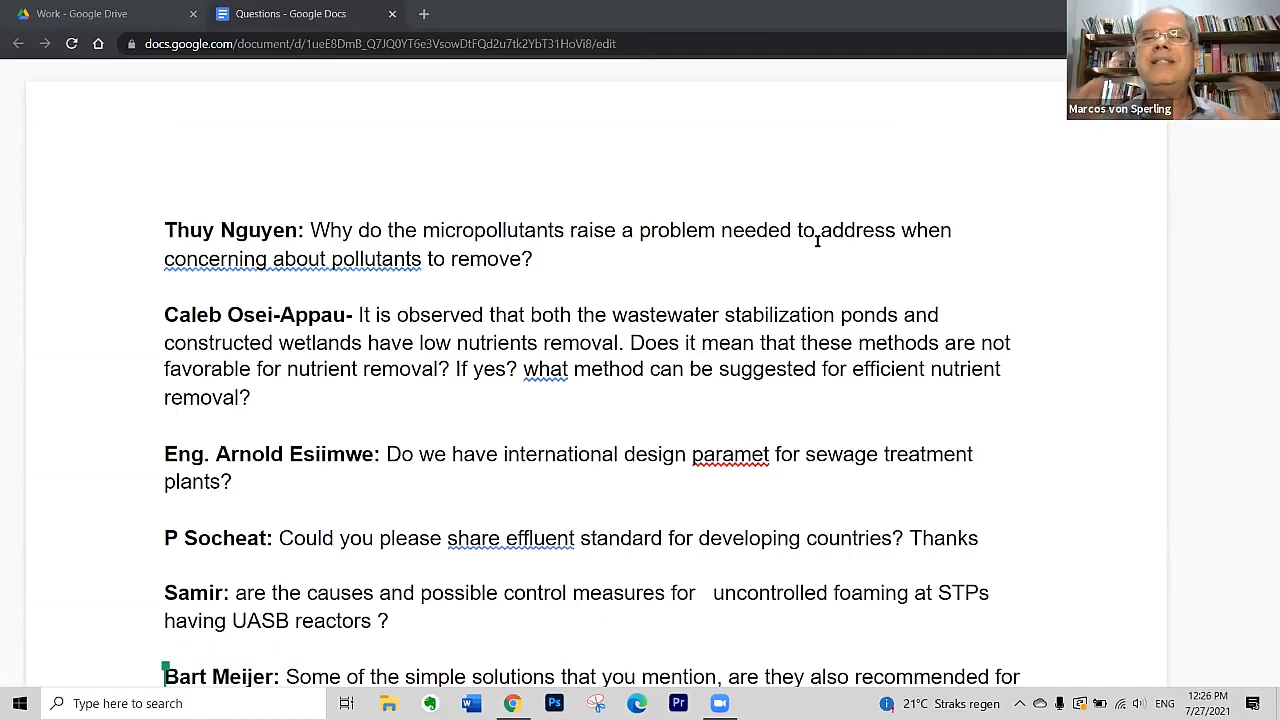 Work - Google Drive
Questions - Google Docs
docs.google.com/document/d/1ueE8DmB_Q7JQ0YT6e3VsowDtFQd2u7tk2YbT31HoVi8/edit
Marcos von Sperling
Thuy Nguyen: Why do the micropollutants raise a problem needed to address when
concerning about pollutants to remove?
Caleb Osei-Appau- It is observed that both the wastewater stabilization ponds and
constructed wetlands have low nutrients removal. Does it mean that these methods are not
favorable for nutrient removal? If yes? what method can be suggested for efficient nutrient
removal?
Eng. Arnold Esiimwe: Do we have international design paramet for sewage treatment
plants?
P Socheat: Could you please share effluent standard for developing countries? Thanks
Samir: are the causes and possible control measures for uncontrolled foaming at STPs
having UASB reactors ?
Bart Meijer: Some of the simple solutions that you mention, are they also recommended for
Type here to search
W
Ps
Pr
21°C Straks regen
ENG
12:26 PM
7/27/2021